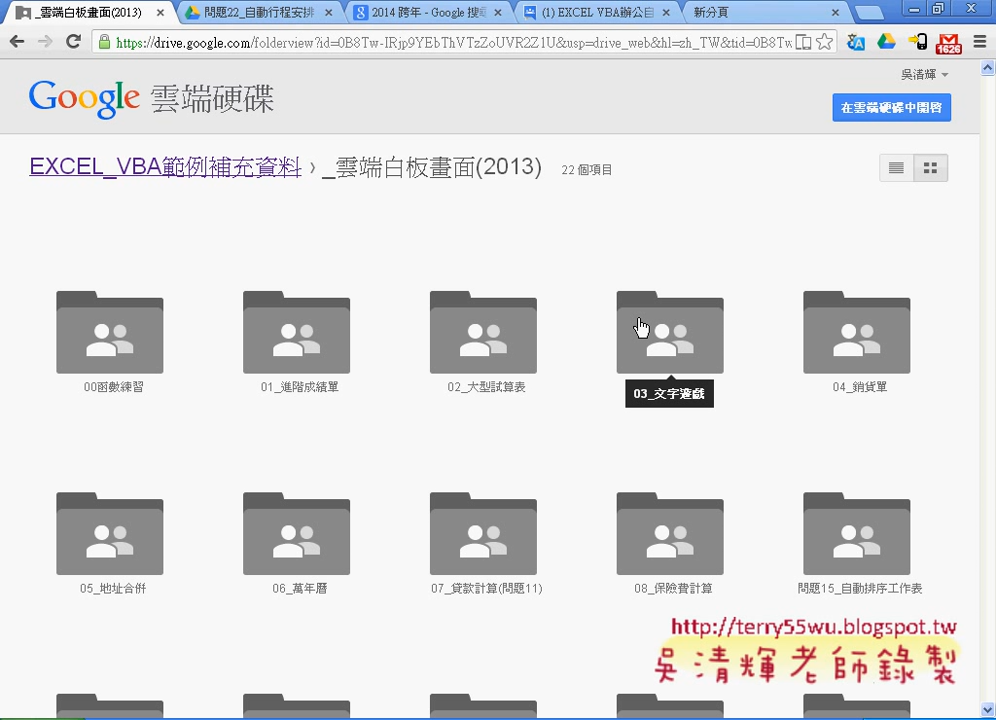 _雲端白板畫面(2013)
問題22_自動行程安排
2014 跨年 - Google 搜尋
(1) EXCEL VBA辦公自
新分頁
https://drive.google.com/folderview?id=0B8Tw-IRjp9YEbThVTzZoUVR2Z1U&usp=drive_web&hl=zh_TW&tid=0B8Tw
1626
吳清輝
Google 雲端硬碟
在雲端硬碟中開啟
EXCEL_VBA範例補充資料 › _雲端白板畫面(2013) 22 個項目
00函數練習
01_進階成績單
02_大型試算表
03_文字遊戲
04_銷貨單
05_地址合併
06_萬年曆
07_貸款計算(問題11)
08_保險費計算
問題15_自動排序工作表
http://terry55wu.blogspot.tw
吳清輝老師錄製